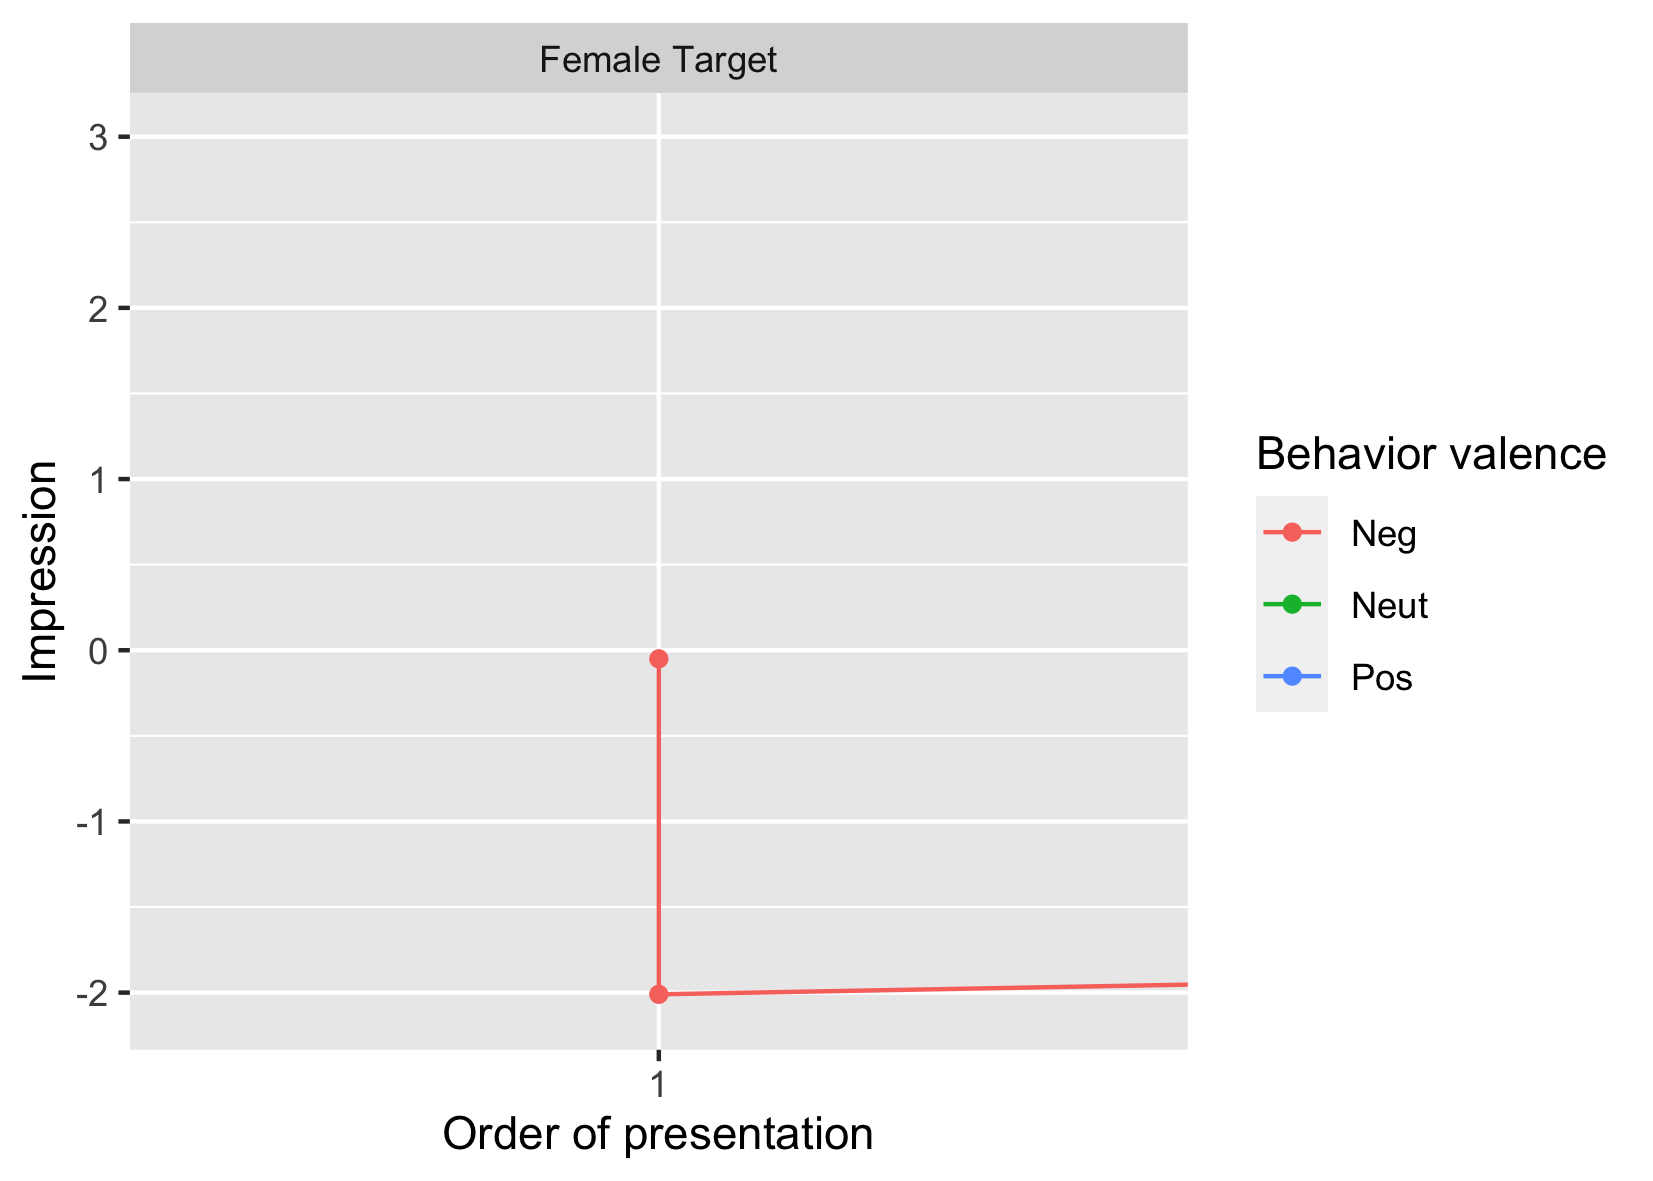 Female Target
3
2
1
0
-1
-2
Impression
1
Order of presentation
Behavior valence
Neg
Neut
Pos